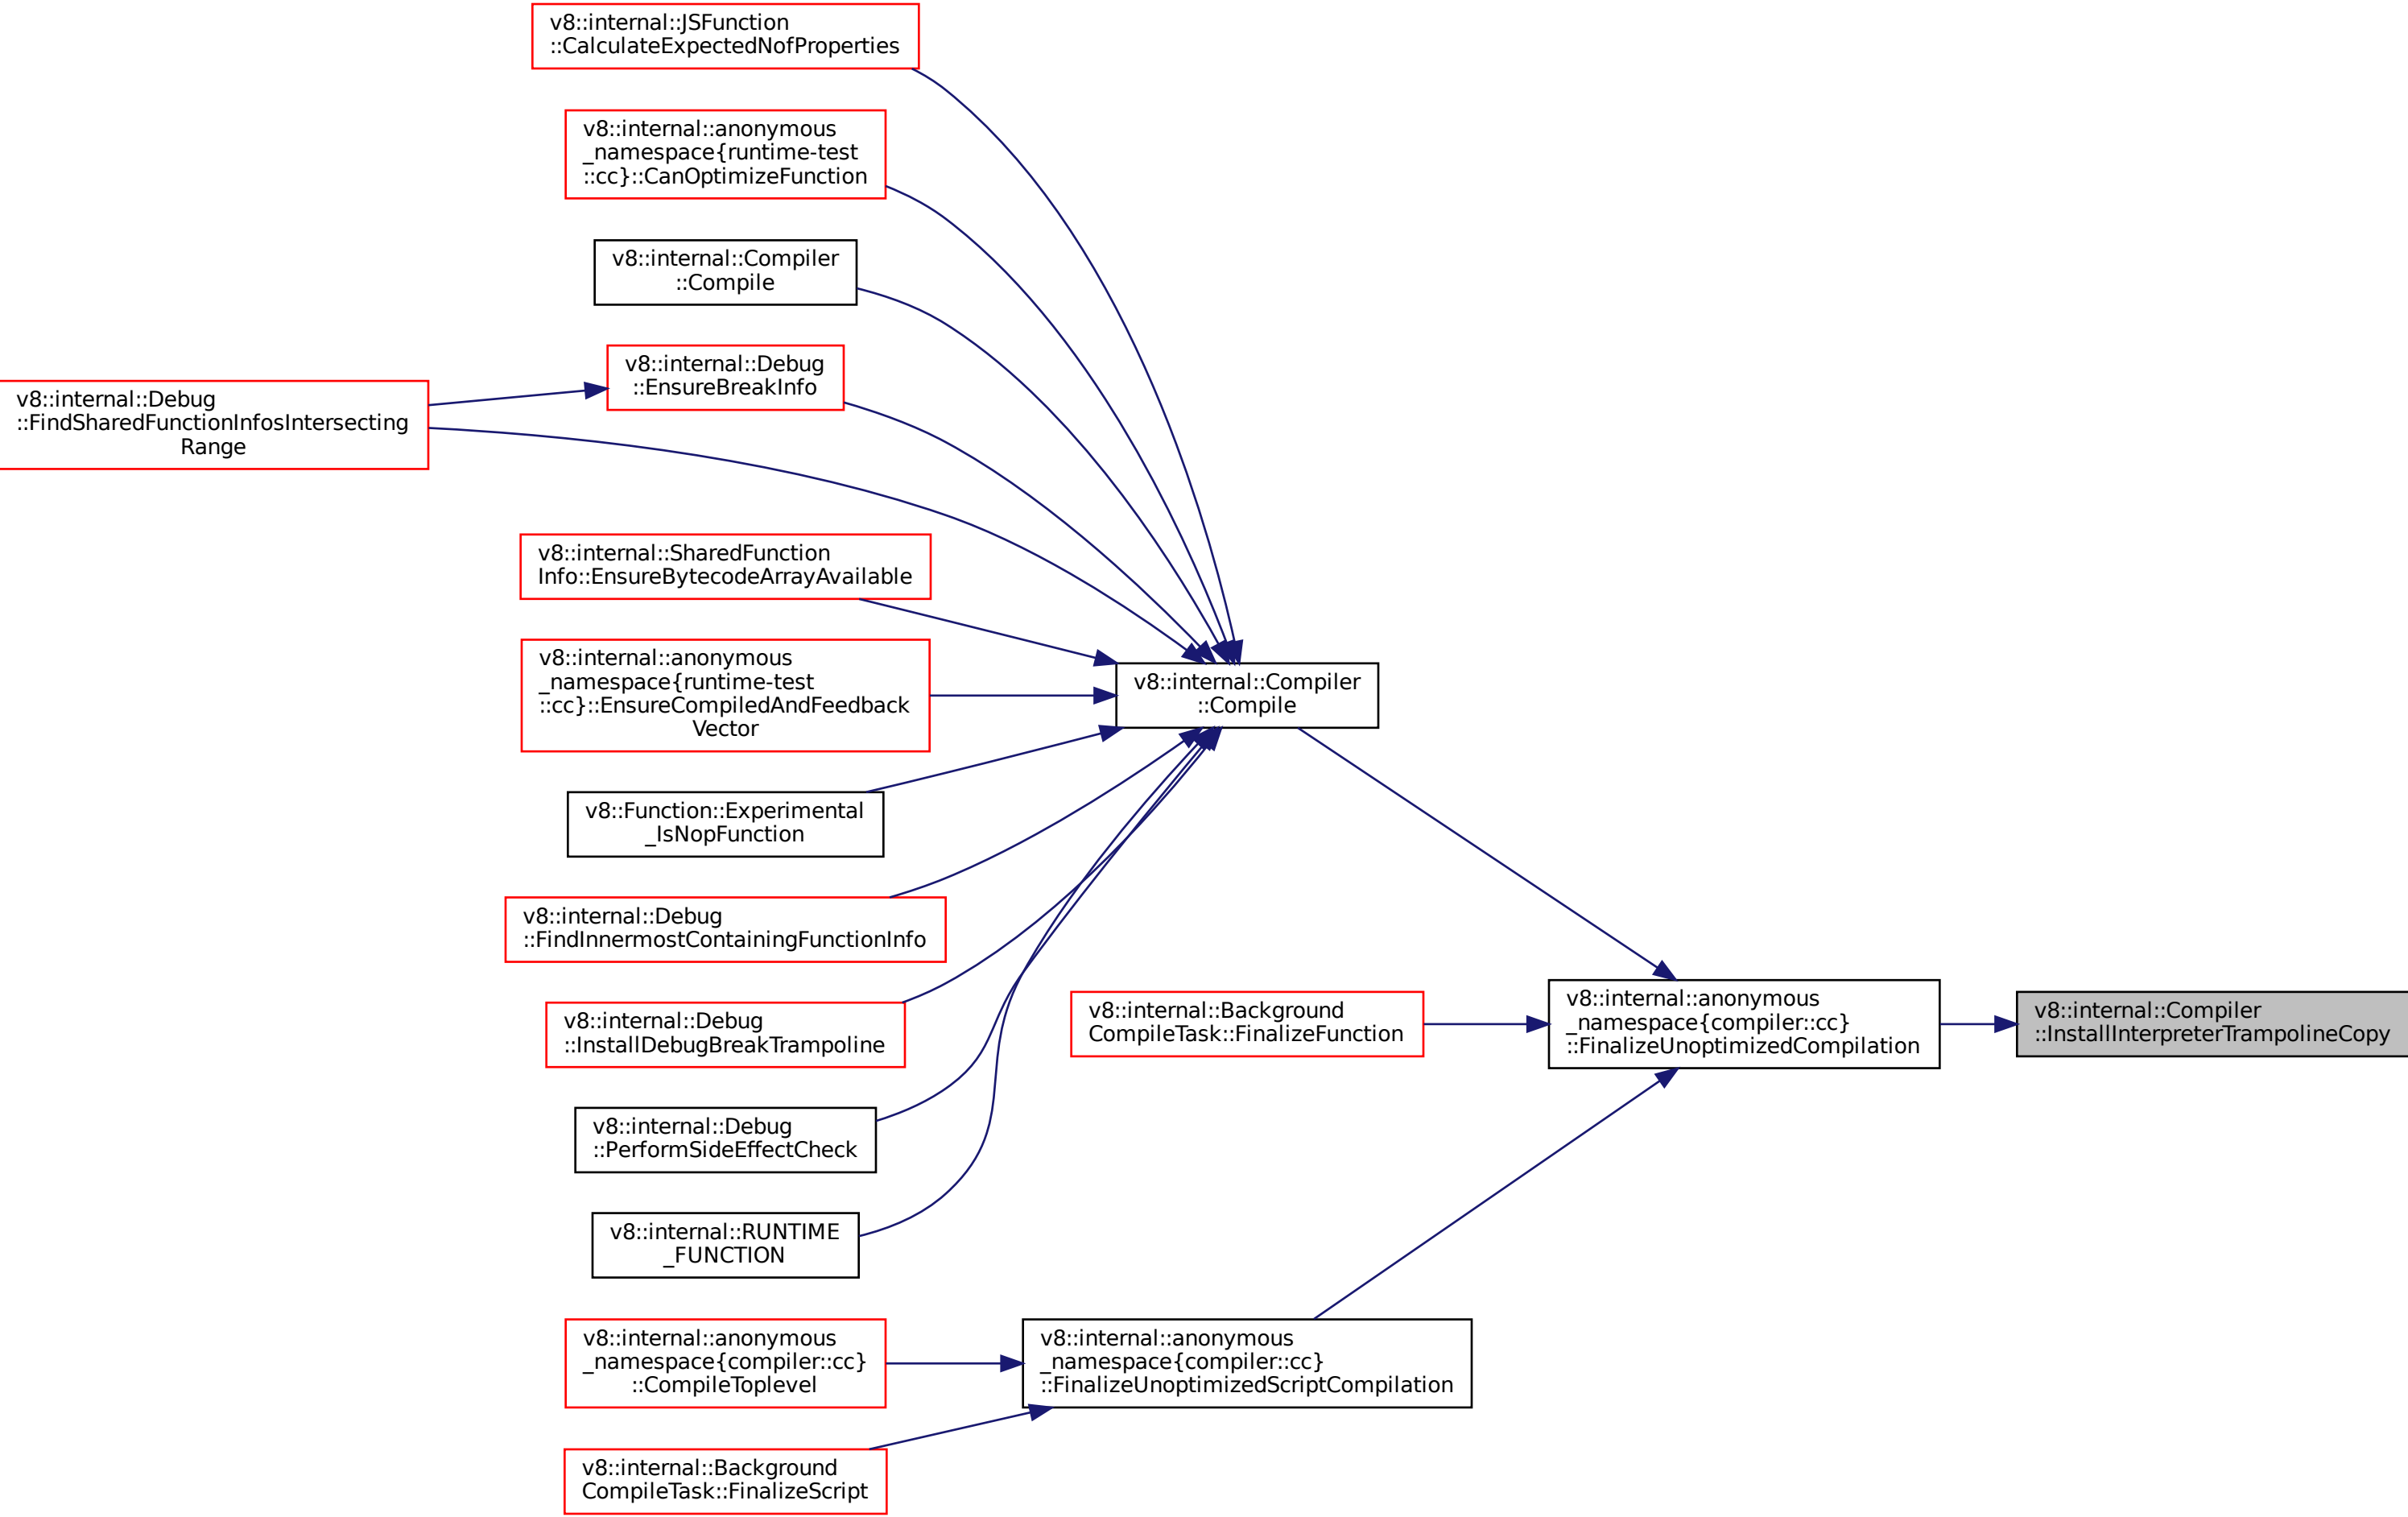 v8::internal::JSFunction
::CalculateExpectedNofProperties
v8::internal::anonymous
_namespace{runtime-test
::cc}::CanOptimizeFunction
v8::internal::Compiler
::Compile
v8::internal::Debug
::EnsureBreakInfo
v8::internal::Debug
::FindSharedFunctionInfosIntersecting
Range
v8::internal::SharedFunction
Info::EnsureBytecodeArrayAvailable
v8::internal::anonymous
_namespace{runtime-test
::cc}::EnsureCompiledAndFeedback
Vector
v8::internal::Compiler
::Compile
v8::Function::Experimental
_IsNopFunction
v8::internal::Debug
::FindInnermostContainingFunctionInfo
v8::internal::Debug
::InstallDebugBreakTrampoline
v8::internal::Background
CompileTask::FinalizeFunction
v8::internal::anonymous
_namespace{compiler::cc}
::FinalizeUnoptimizedCompilation
v8::internal::Compiler
::InstallInterpreterTrampolineCopy
v8::internal::Debug
::PerformSideEffectCheck
v8::internal::RUNTIME
_FUNCTION
v8::internal::anonymous
_namespace{compiler::cc}
::CompileToplevel
v8::internal::anonymous
_namespace{compiler::cc}
::FinalizeUnoptimizedScriptCompilation
v8::internal::Background
CompileTask::FinalizeScript